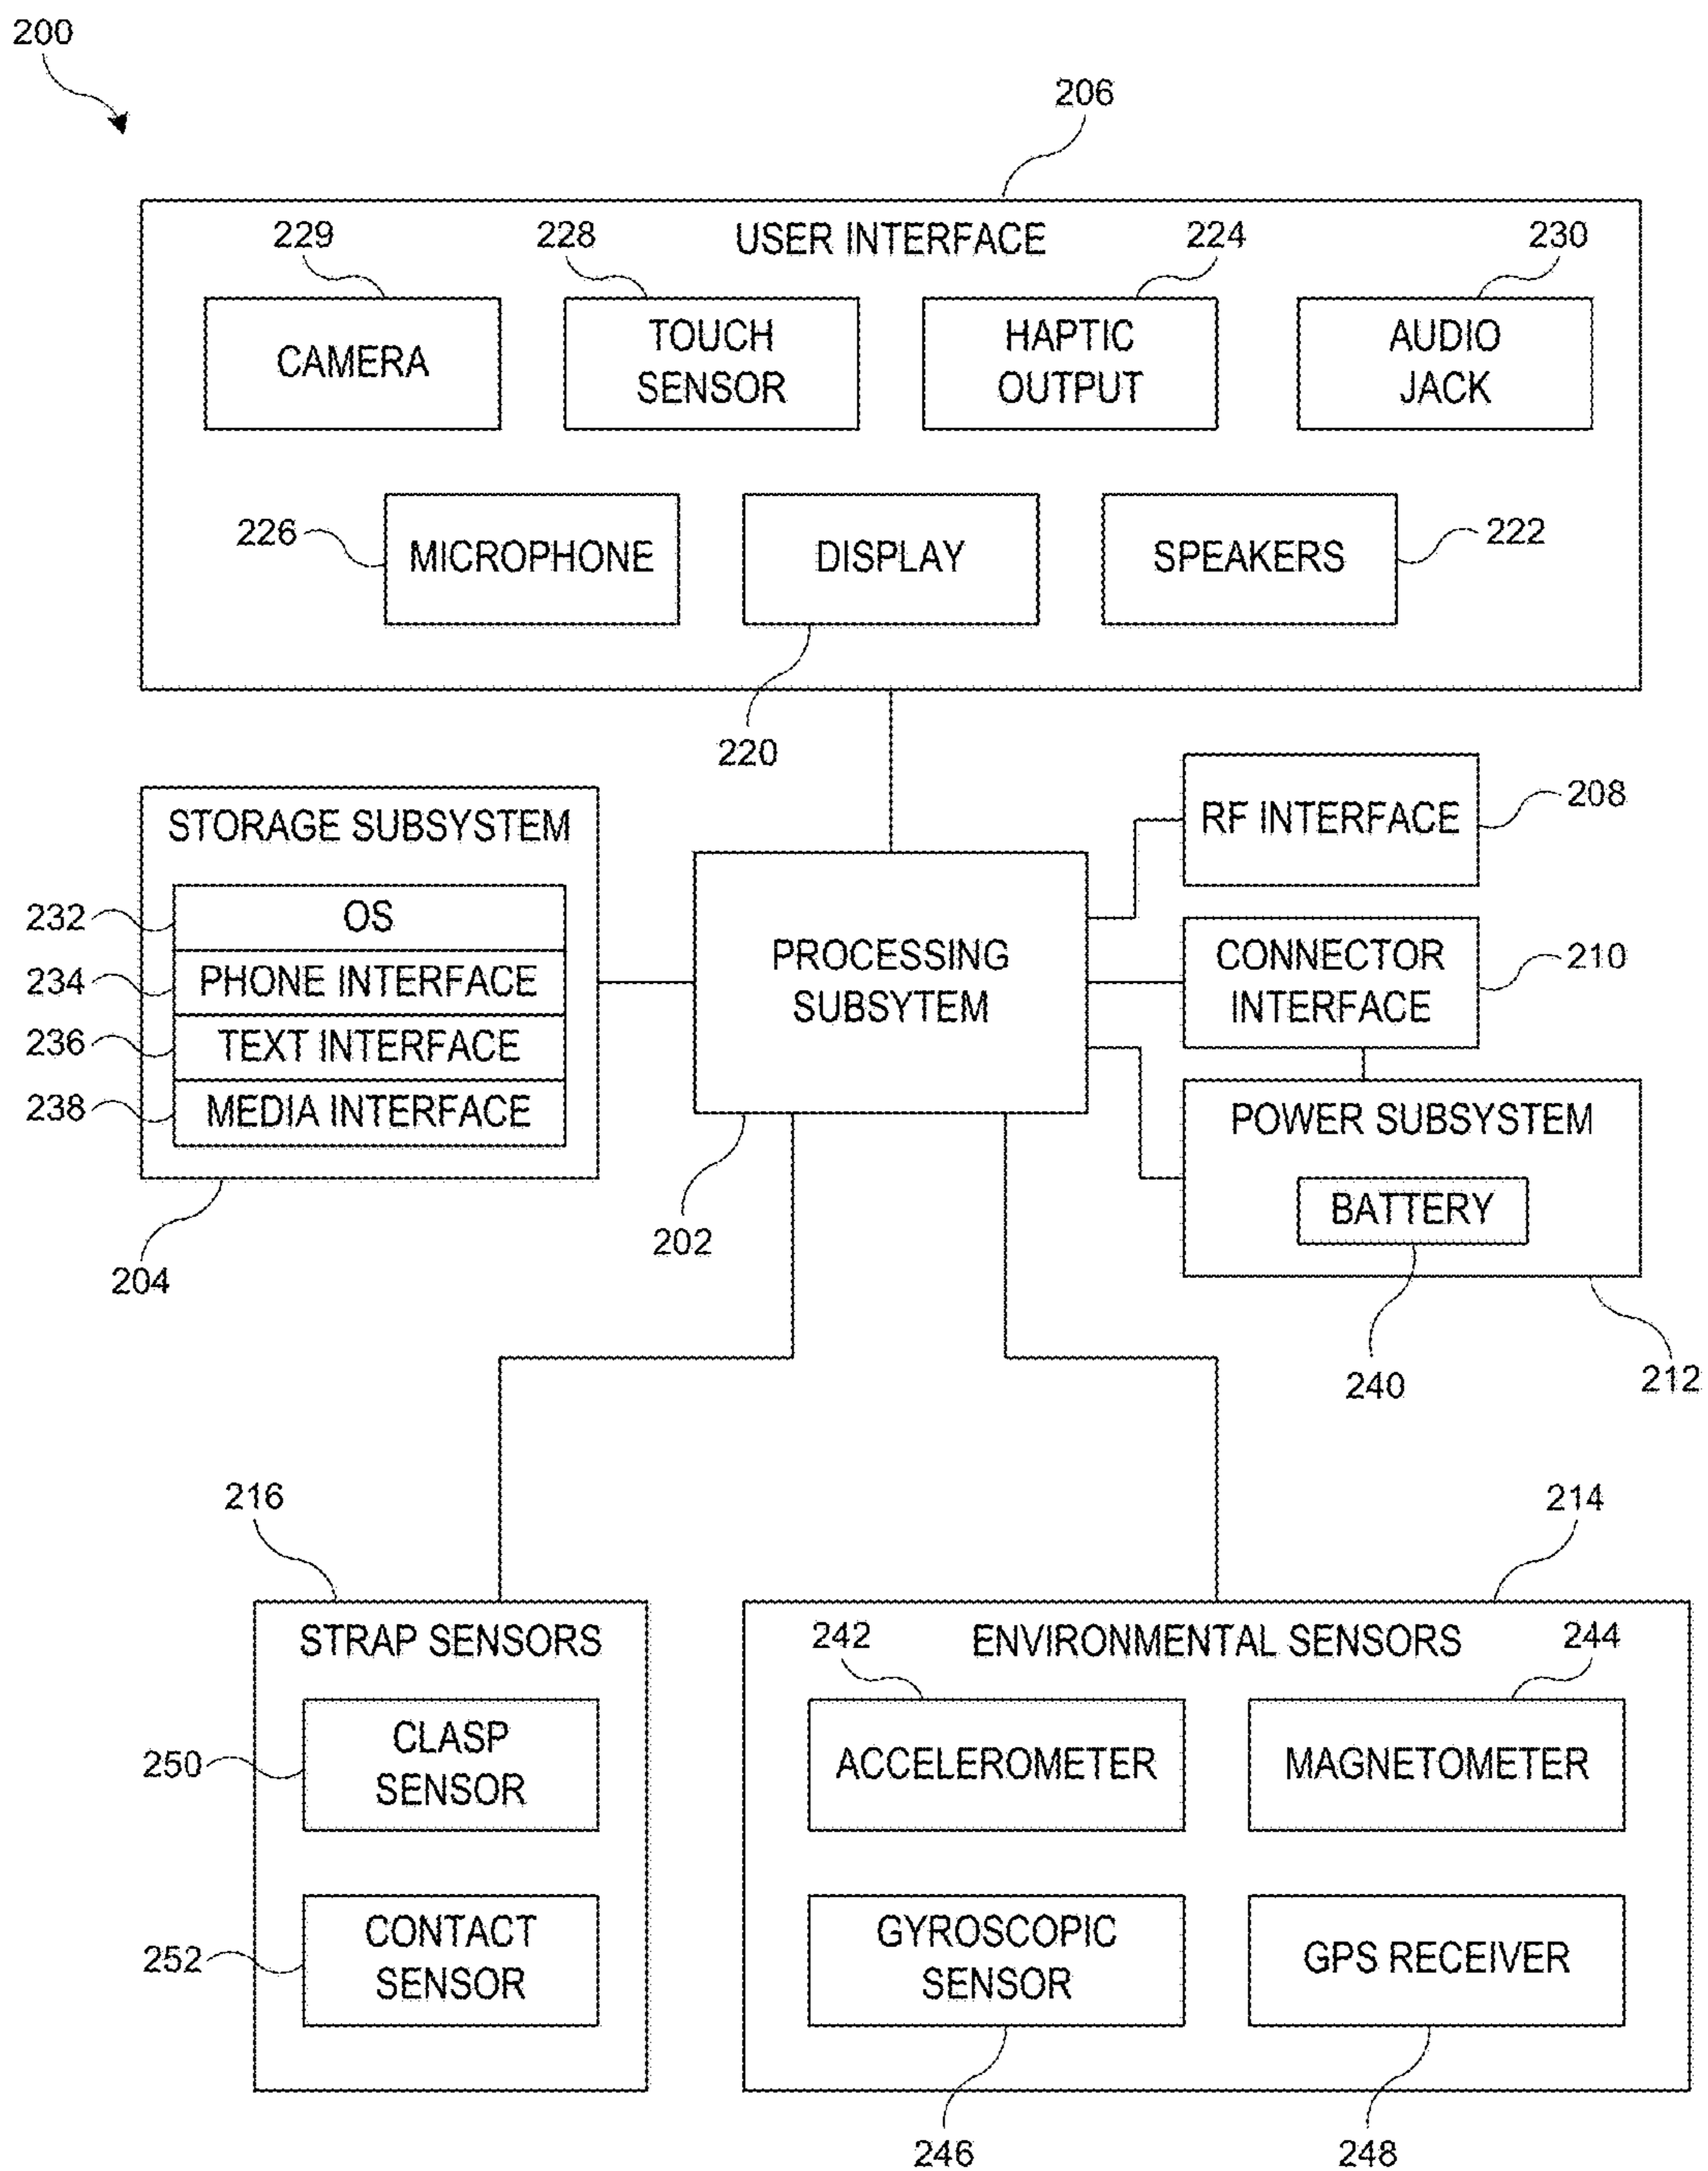 200
206
229
228
USER INTERFACE
224
230
CAMERA
TOUCH
SENSOR
HAPTIC
OUTPUT
AUDIO
JACK
226
MICROPHONE
DISPLAY
SPEAKERS
222
220
STORAGE SUBSYSTEM
232
OS
234
PHONE INTERFACE
236
TEXT INTERFACE
238
MEDIA INTERFACE
204
PROCESSING
SUBSYTEM
202
RF INTERFACE
208
CONNECTOR
INTERFACE
210
POWER SUBSYSTEM
BATTERY
240
212
216
STRAP SENSORS
250
CLASP
SENSOR
252
CONTACT
SENSOR
214
242
ENVIRONMENTAL SENSORS
244
ACCELEROMETER
MAGNETOMETER
GYROSCOPIC
SENSOR
GPS RECEIVER
246
248